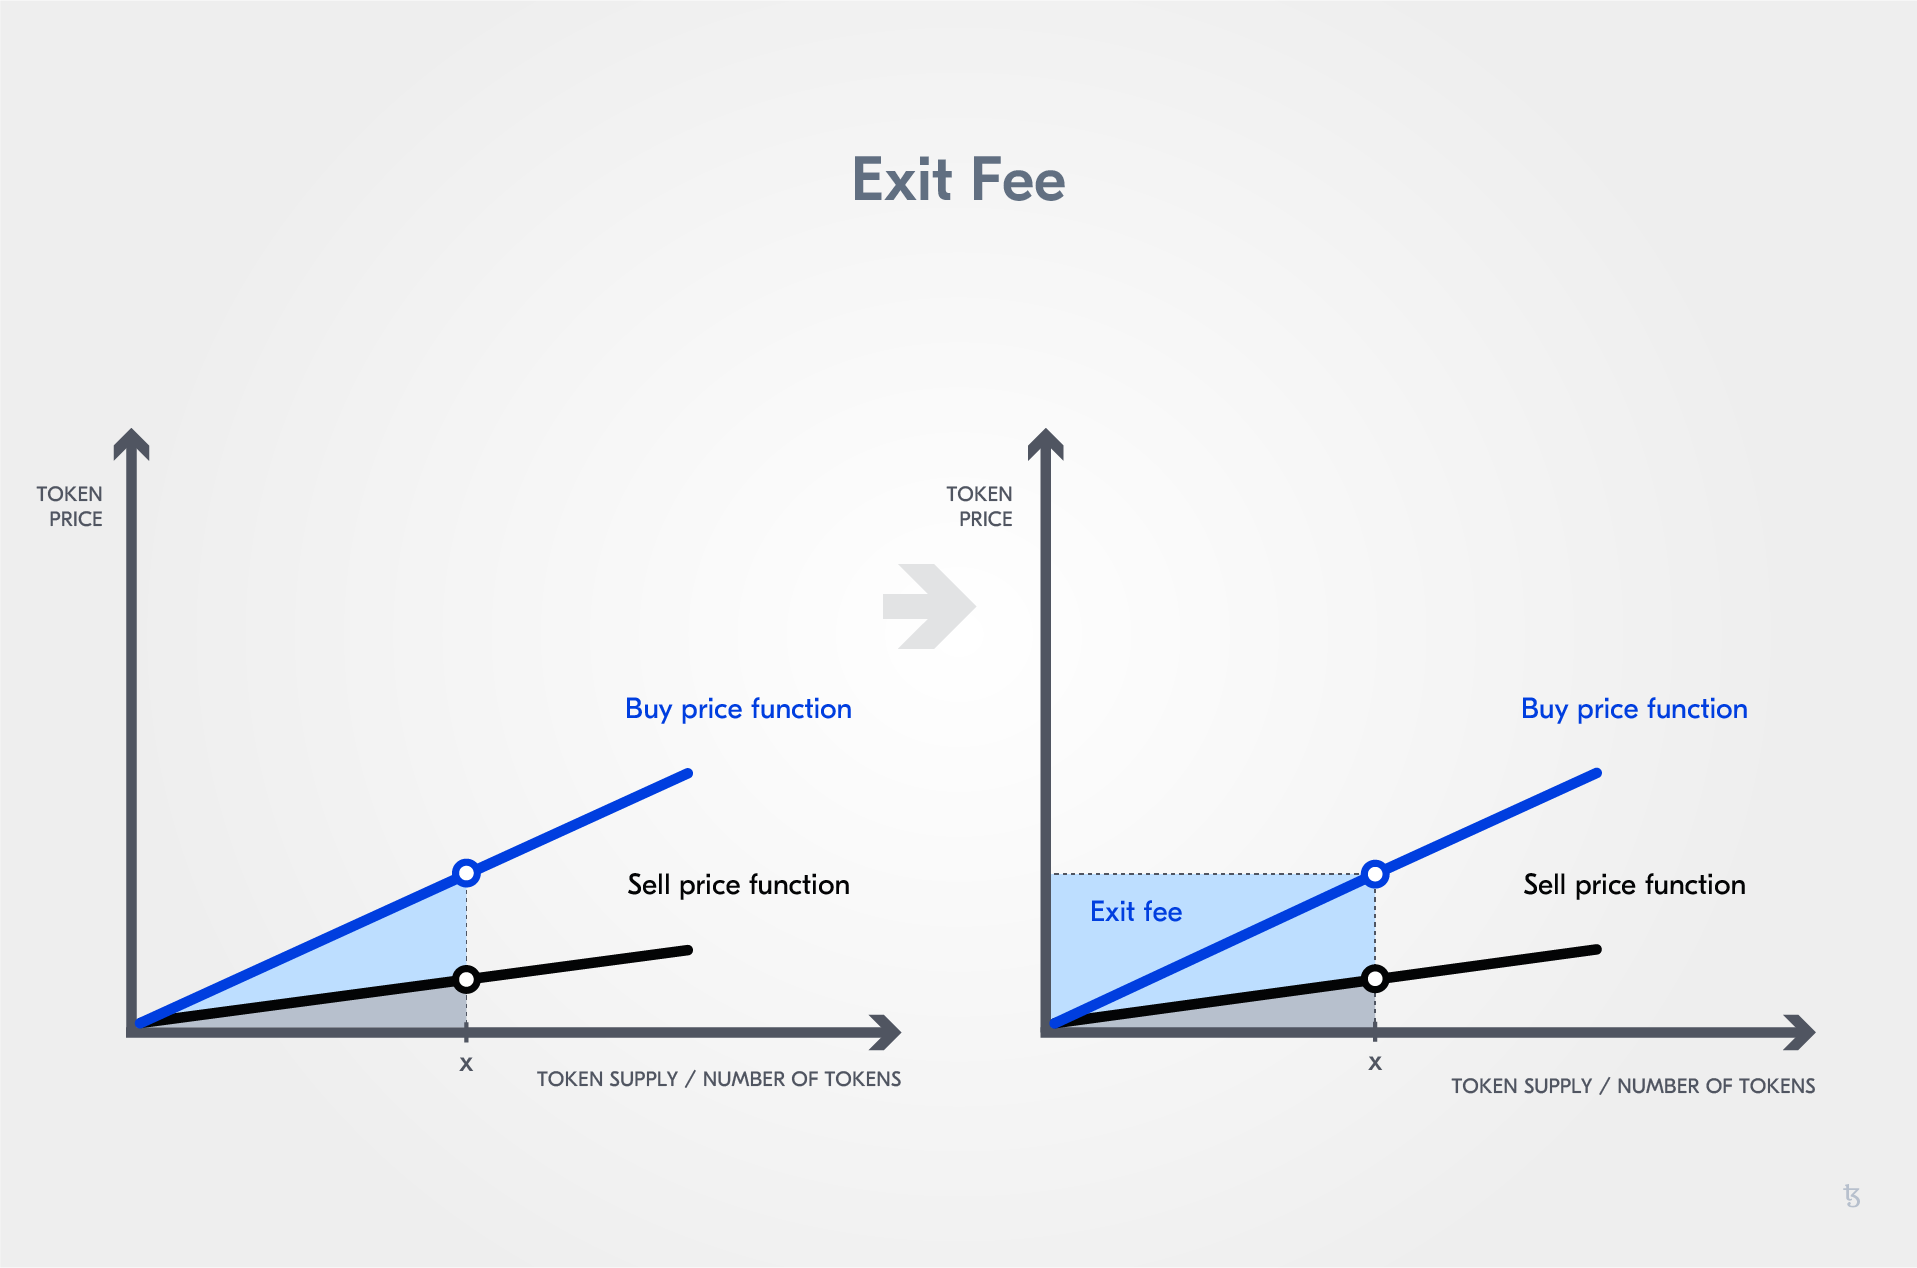 Exit Fee
TOKEN
PRICE
Buy price function
Sell price function
x
TOKEN SUPPLY / NUMBER OF TOKENS
TOKEN
PRICE
Buy price function
Sell price function
Exit fee
x
TOKEN SUPPLY / NUMBER OF TOKENS
ꜩ